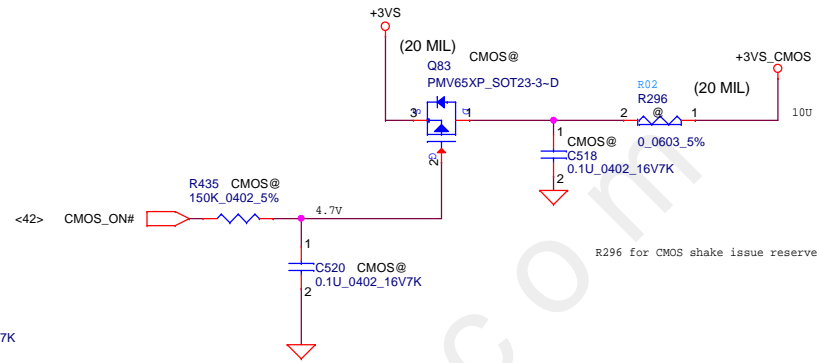 +3VS
(20 MIL)
CMOS@
Q83
PMV65XP_SOT23-3~D
+3VS_CMOS
R02
(20 MIL)
R296
@
S
3
D
1
2
1
10U
G
2
1
CMOS@
C518
0_0603_5%
2
0.1U_0402_16V7K
R435 CMOS@
150K_0402_5%
<42> CMOS_ON#
4.7V
R296 for CMOS shake issue reserve
1
C520 CMOS@
0.1U_0402_16V7K
2
7K
com